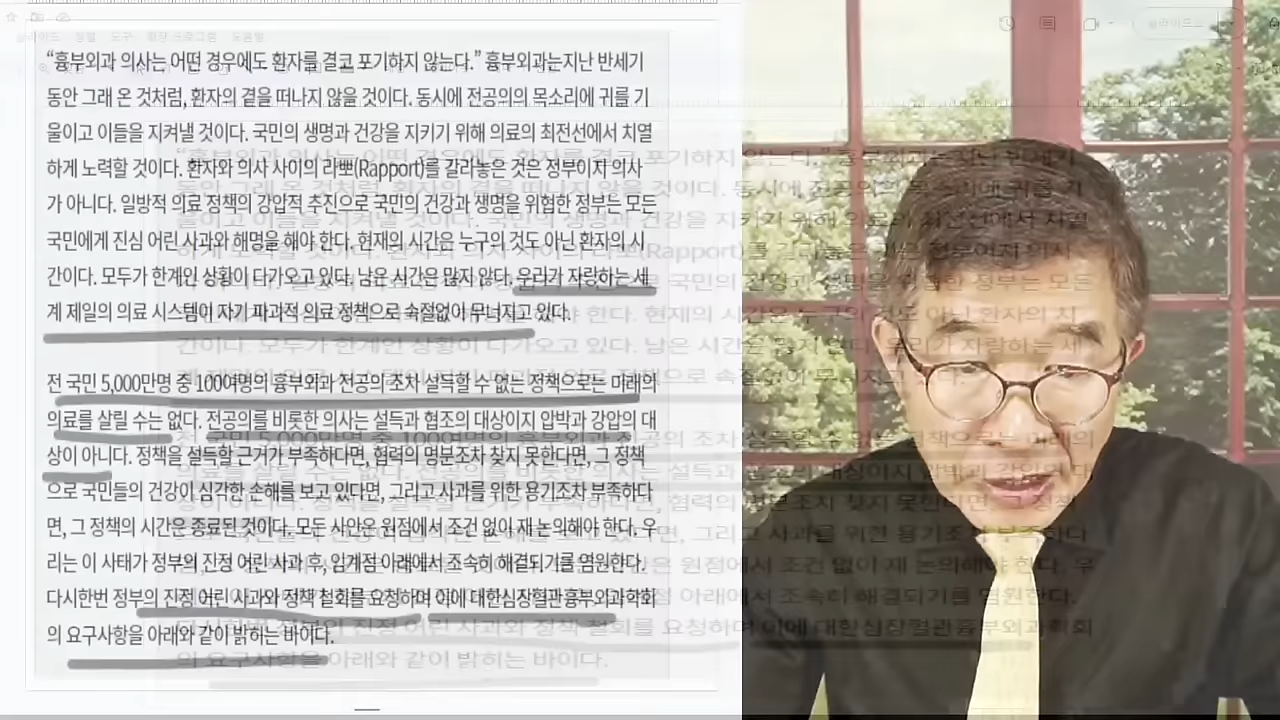 “흉부외과 의사는 어떤 경우에도 환자를 결코 포기하지 않는다.” 흉부외과는지난 반세기
동안 그래 온 것처럼, 환자의 곁을 떠나지 않을 것이다. 동시에 전공의의 목소리에 귀를 기
울이고 이들을 지켜낼 것이다. 국민의 생명과 건강을 지키기 위해 의료의 최전선에서 치열
하게 노력할 것이다. 환자와 의사 사이의 라뽀(Rapport)를 갈라놓은 것은 정부이지 의사
가 아니다. 일방적 의료 정책의 강압적 추진으로 국민의 건강과 생명을 위협한 정부는 모든
국민에게 진심 어린 사과와 해명을 해야 한다. 현재의 시간은 누구의 것도 아닌 환자의 시
간이다. 모두가 한계인 상황이 다가오고 있다. 남은 시간은 많지 않다. 우리가 자랑하는 세
계 제일의 의료 시스템이 자기 파괴적 의료 정책으로 속절없이 무너지고 있다.
전 국민 5,000만명 중 100여명의 흉부외과 전공의 조차 설득할 수 없는 정책으로는 미래의
의료를 살릴 수는 없다. 전공의를 비롯한 의사는 설득과 협조의 대상이지 압박과 강압의 대
상이 아니다. 정책을 설득할 근거가 부족하다면, 협력의 명분조차 찾지 못한다면, 그 정책
으로 국민들의 건강이 심각한 손해를 보고 있다면, 그리고 사과를 위한 용기조차 부족하다
면, 그 정책의 시간은 종료된 것이다. 모든 사안은 원점에서 조건 없이 재 논의해야 한다. 우
리는 이 사태가 정부의 진정 어린 사과 후, 임계점 아래에서 조속히 해결되기를 염원한다.
다시한번 정부의 진정 어린 사과와 정책 철회를 요청하며 이에 대한심장혈관흉부외과학회
의 요구사항을 아래와 같이 밝히는 바이다.